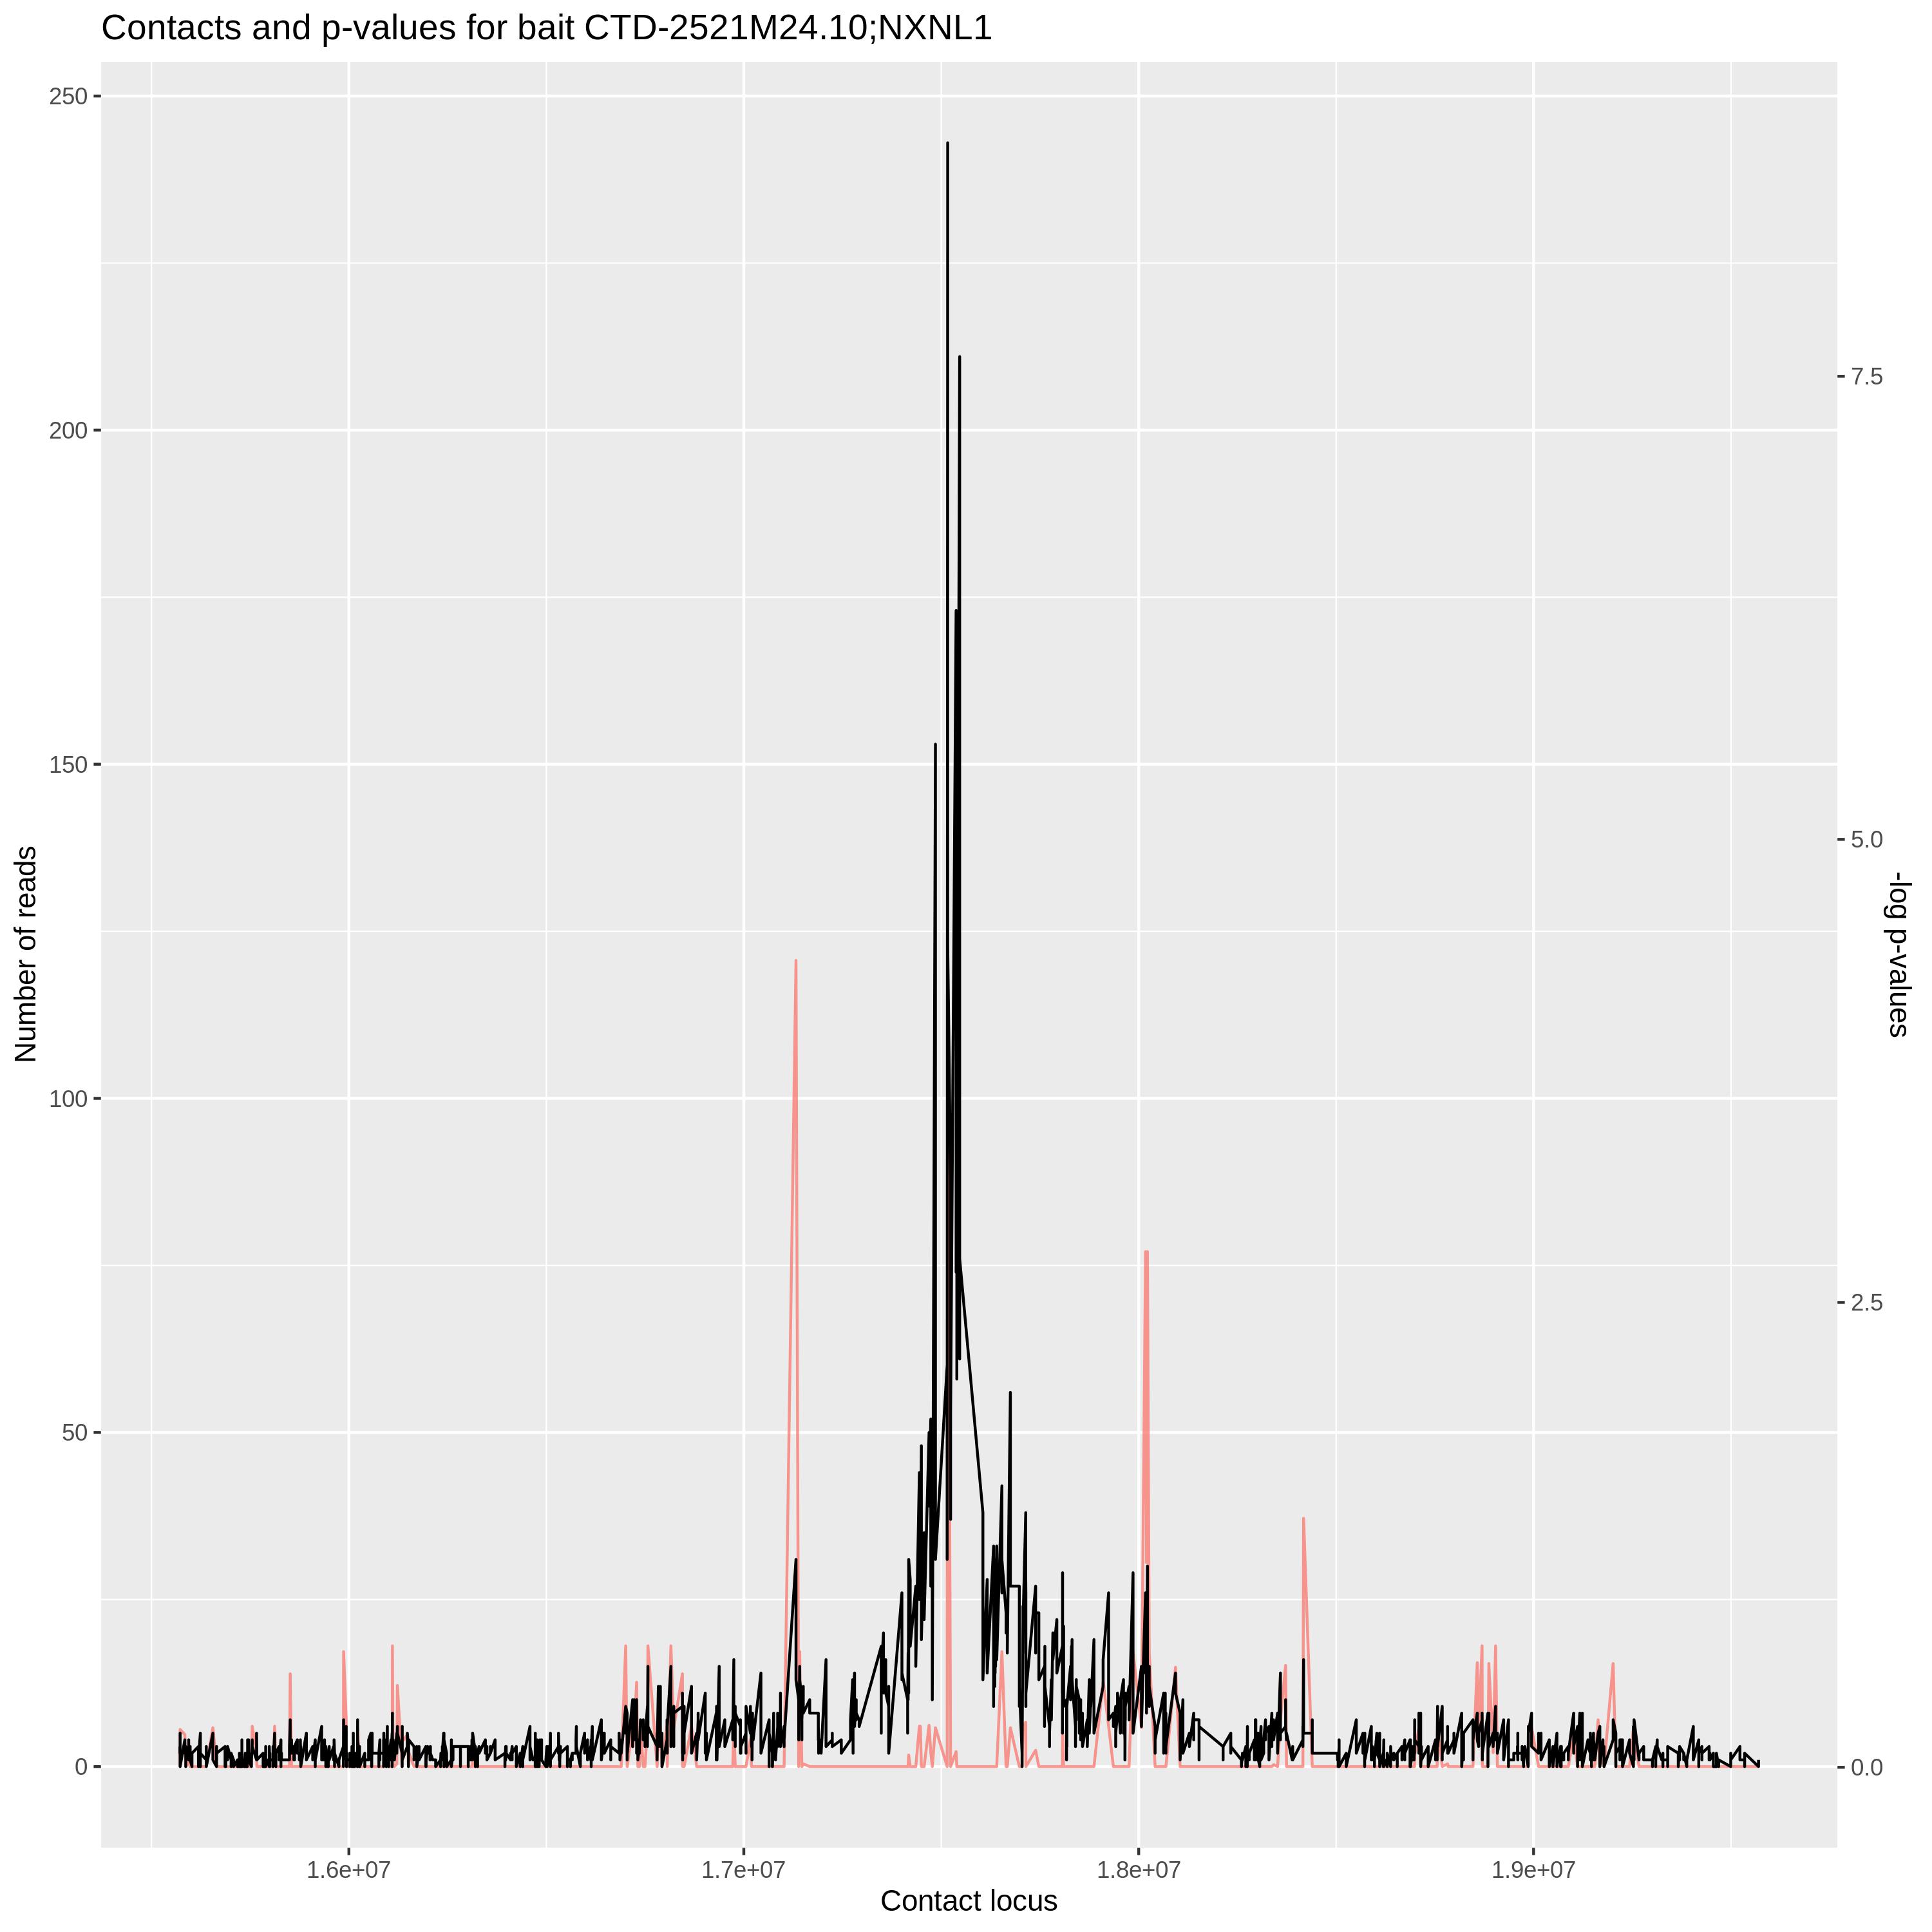 Contacts and p-values for bait CTD-2521M24.10;NXNL1
250
200
150
100
50
0
Number of reads
7.5
5.0
2.5
0.0
-log p-values
1.6e+07
1.7e+07
1.8e+07
1.9e+07
Contact locus